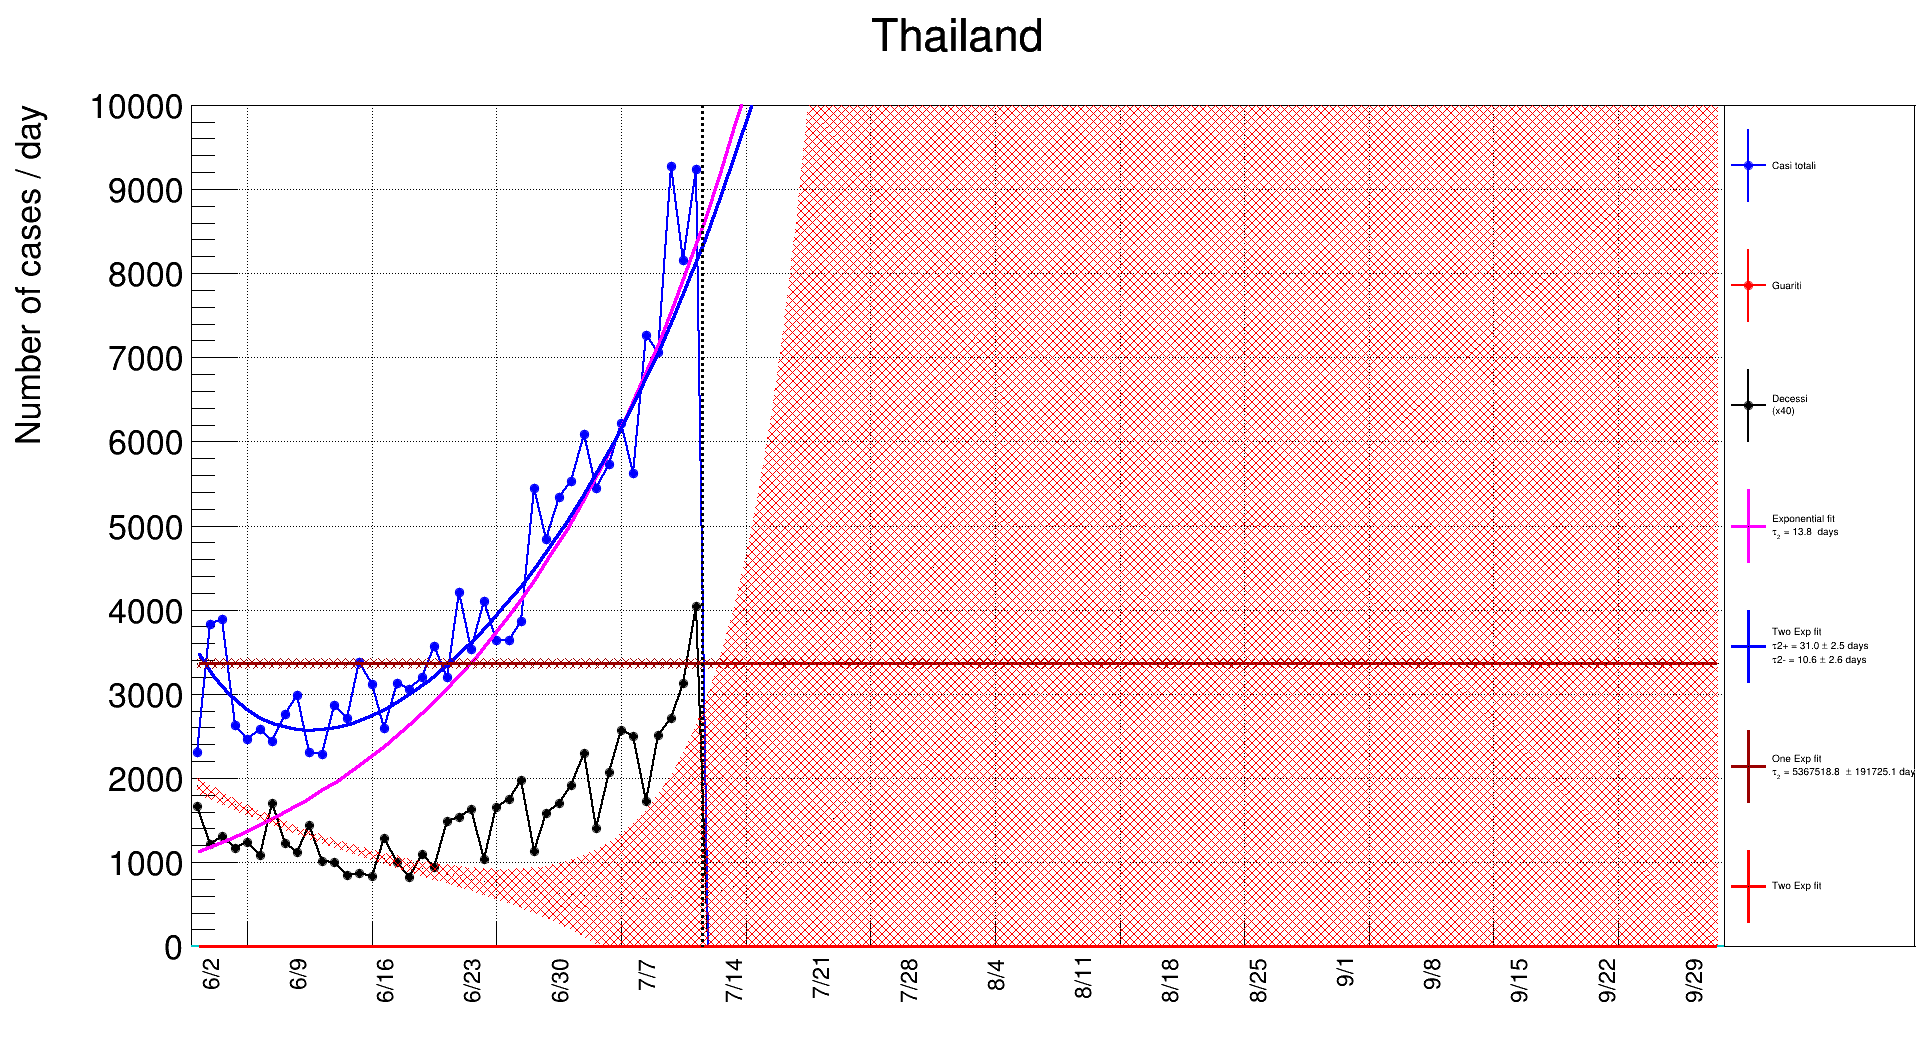 Thailand
Number of cases / day
10000
9000
8000
7000
6000
5000
4000
3000
2000
1000
0
6/2
6/9
6/16
6/23
6/30
7/7
7/14
7/21
7/28
8/4
8/11
8/18
8/25
9/1
9/8
9/15
9/22
9/29
Casi totali
Guariti
Decessi
(x40)
Exponential fit
τ₂ = 13.8 days
Two Exp fit
τ2+ = 31.0 ± 2.5 days
τ2- = 10.6 ± 2.6 days
One Exp fit
τ₂ = 5367518.8 ± 191725.1 day
Two Exp fit